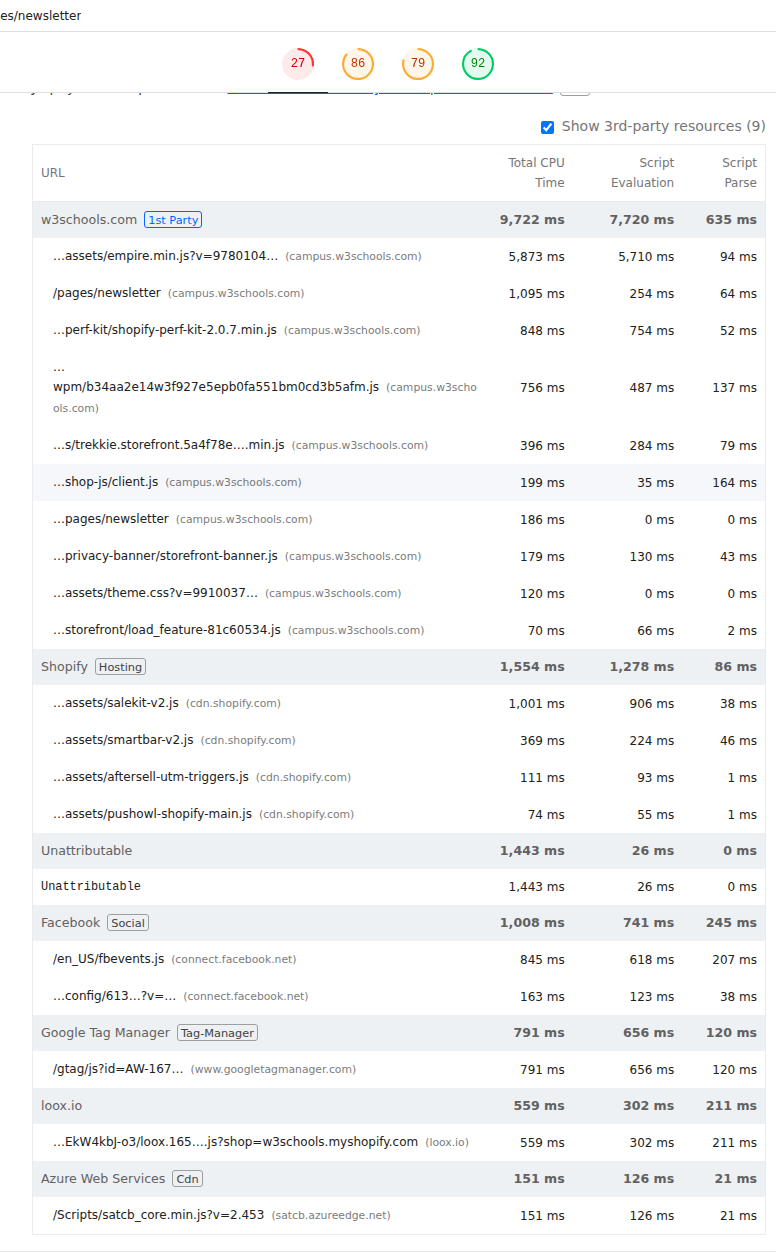 es/newsletter
27 86 79 92
Show 3rd-party resources (9)
URL Total CPU Time Script Evaluation Script Parse
w3schools.com 1st Party 9,722 ms 7,720 ms 635 ms
…assets/empire.min.js?v=9780104… (campus.w3schools.com) 5,873 ms 5,710 ms 94 ms
/pages/newsletter (campus.w3schools.com) 1,095 ms 254 ms 64 ms
…perf-kit/shopify-perf-kit-2.0.7.min.js (campus.w3schools.com) 848 ms 754 ms 52 ms
…
wpm/b34aa2e14w3f927e5epb0fa551bm0cd3b5afm.js (campus.w3scho 756 ms 487 ms 137 ms
ols.com)
…s/trekkie.storefront.5a4f78e….min.js (campus.w3schools.com) 396 ms 284 ms 79 ms
…shop-js/client.js (campus.w3schools.com) 199 ms 35 ms 164 ms
…pages/newsletter (campus.w3schools.com) 186 ms 0 ms 0 ms
…privacy-banner/storefront-banner.js (campus.w3schools.com) 179 ms 130 ms 43 ms
…assets/theme.css?v=9910037… (campus.w3schools.com) 120 ms 0 ms 0 ms
…storefront/load_feature-81c60534.js (campus.w3schools.com) 70 ms 66 ms 2 ms
Shopify Hosting 1,554 ms 1,278 ms 86 ms
…assets/salekit-v2.js (cdn.shopify.com) 1,001 ms 906 ms 38 ms
…assets/smartbar-v2.js (cdn.shopify.com) 369 ms 224 ms 46 ms
…assets/aftersell-utm-triggers.js (cdn.shopify.com) 111 ms 93 ms 1 ms
…assets/pushowl-shopify-main.js (cdn.shopify.com) 74 ms 55 ms 1 ms
Unattributable 1,443 ms 26 ms 0 ms
Unattributable 1,443 ms 26 ms 0 ms
Facebook Social 1,008 ms 741 ms 245 ms
/en_US/fbevents.js (connect.facebook.net) 845 ms 618 ms 207 ms
…config/613…?v=… (connect.facebook.net) 163 ms 123 ms 38 ms
Google Tag Manager Tag-Manager 791 ms 656 ms 120 ms
/gtag/js?id=AW-167… (www.googletagmanager.com) 791 ms 656 ms 120 ms
loox.io 559 ms 302 ms 211 ms
…EkW4kbJ-o3/loox.165….js?shop=w3schools.myshopify.com (loox.io) 559 ms 302 ms 211 ms
Azure Web Services Cdn 151 ms 126 ms 21 ms
/Scripts/satcb_core.min.js?v=2.453 (satcb.azureedge.net) 151 ms 126 ms 21 ms